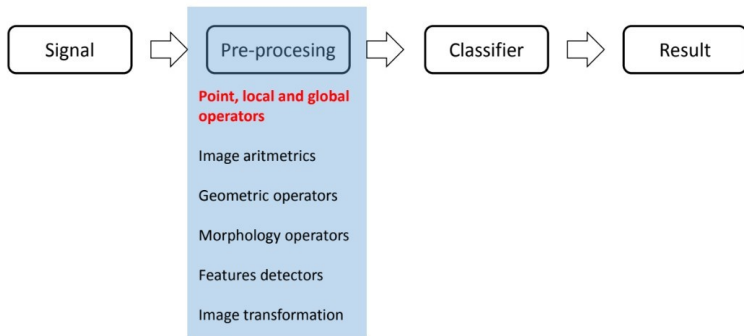 Signal
Pre-procesing
Classifier
Result
Point, local and global
operators
Image aritmetrics
Geometric operators
Morphology operators
Features detectors
Image transformation